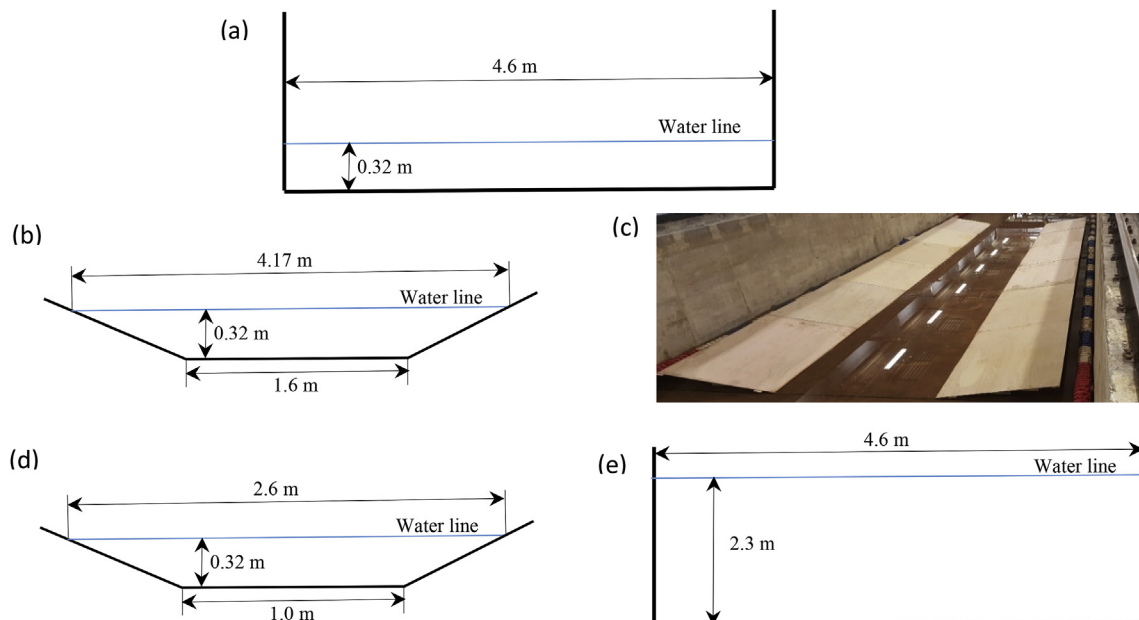 (a)
4.6 m
Water line
0.32 m
(b)
4.17 m
Water line
0.32 m
1.6 m
(c)
(d)
2.6 m
Water line
0.32 m
1.0 m
(e)
4.6 m
Water line
2.3 m